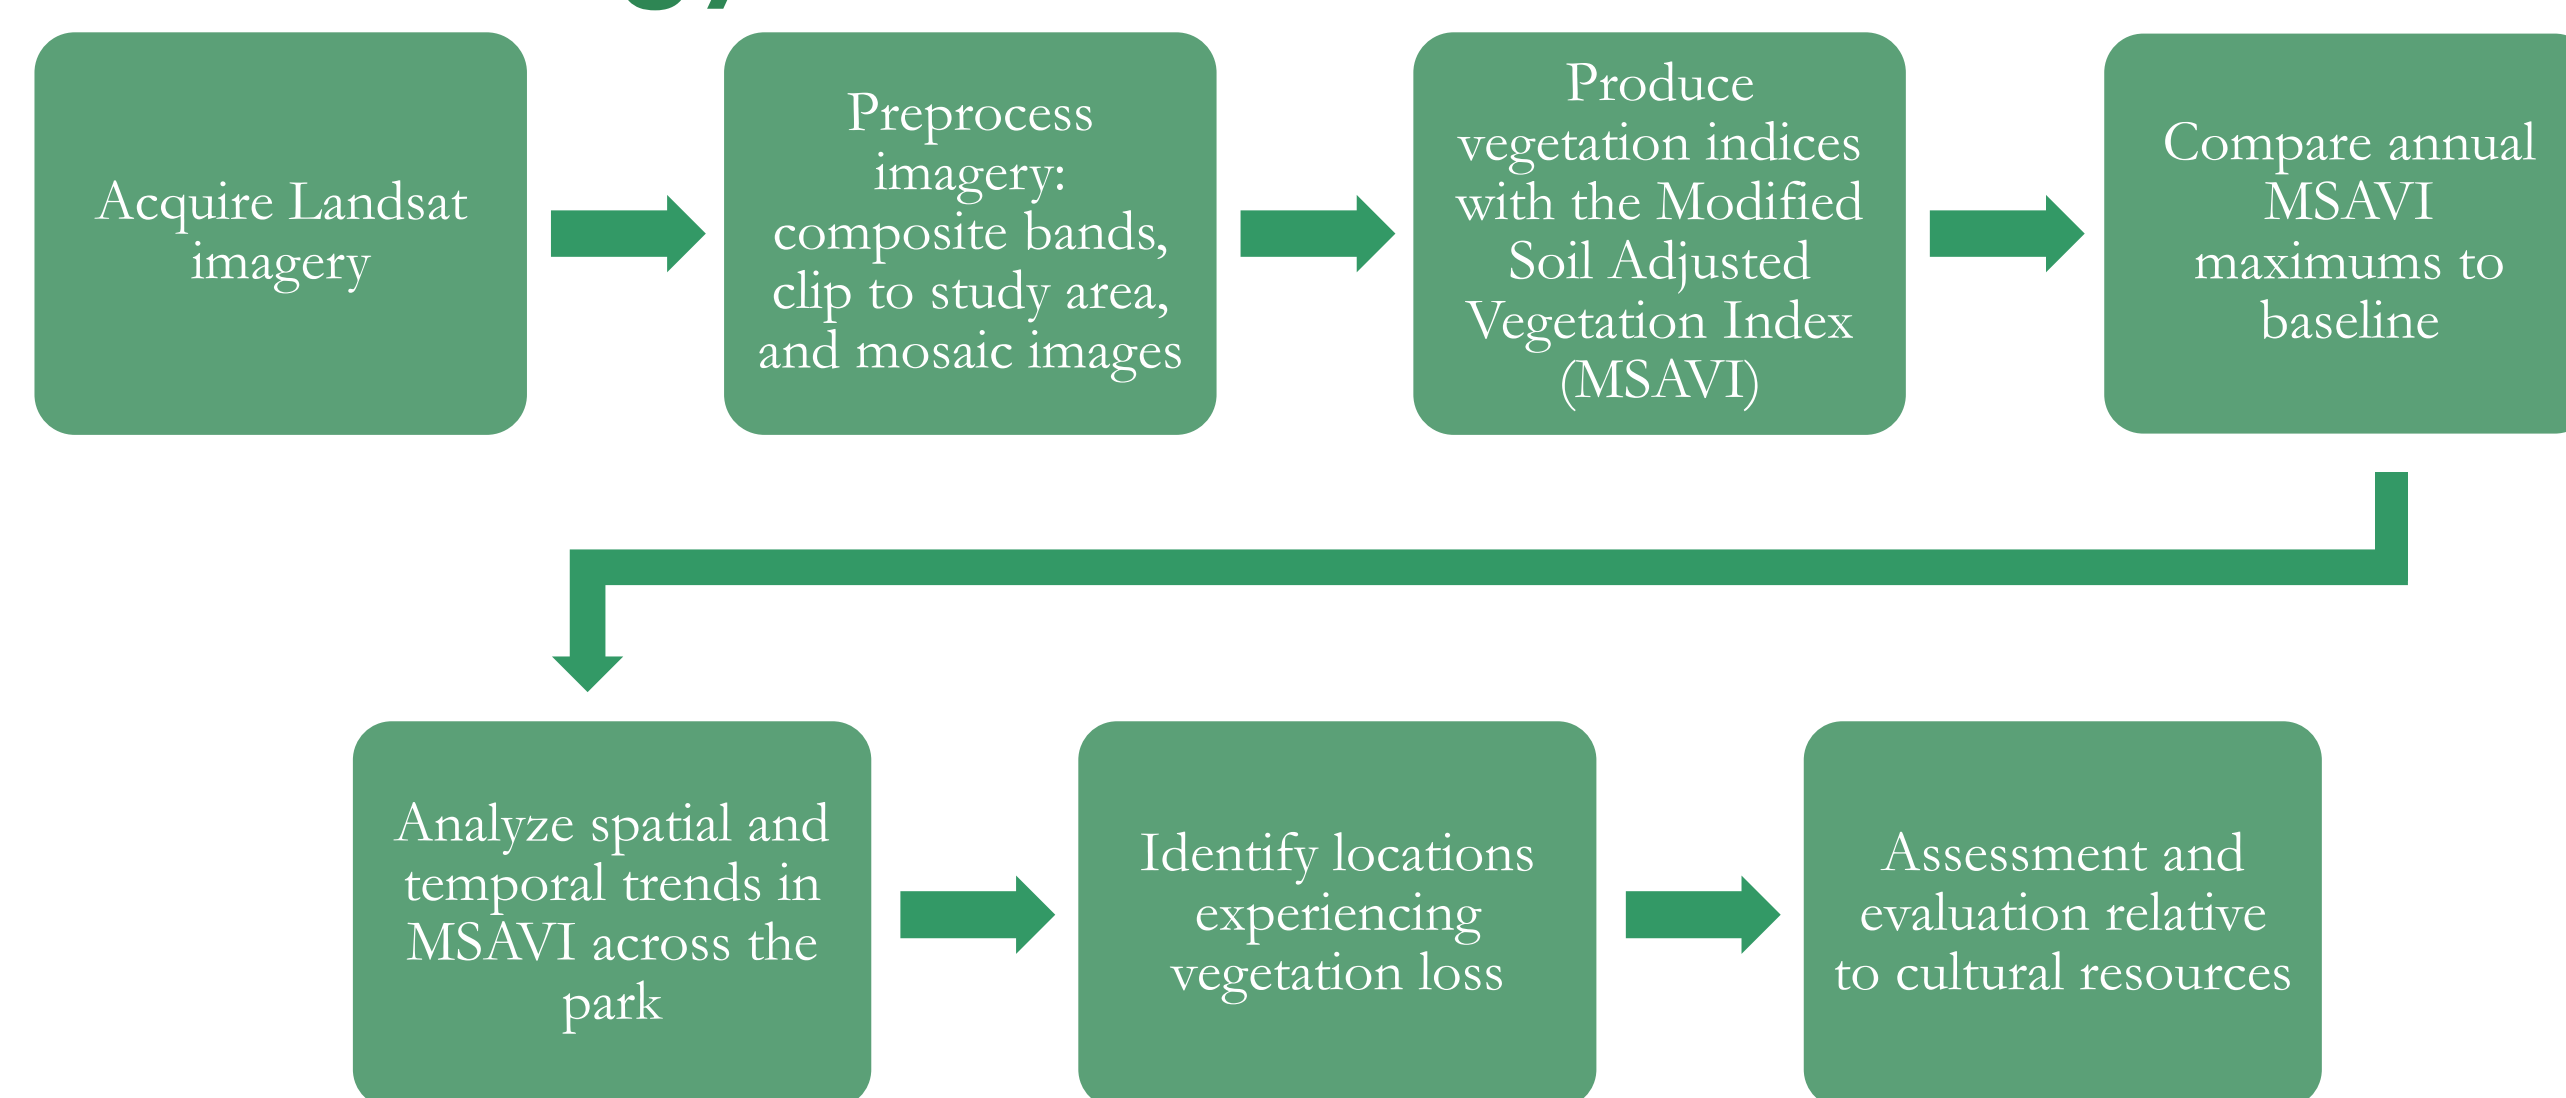 Acquire Landsat
imagery
Preprocess
imagery:
composite bands,
clip to study area,
and mosaic images
Produce
vegetation indices
with the Modified
Soil Adjusted
Vegetation Index
(MSAVI)
Compare annual
MSAVI
maximums to
baseline
Analyze spatial and
temporal trends in
MSAVI across the
park
Identify locations
experiencing
vegetation loss
Assessment and
evaluation relative
to cultural resources